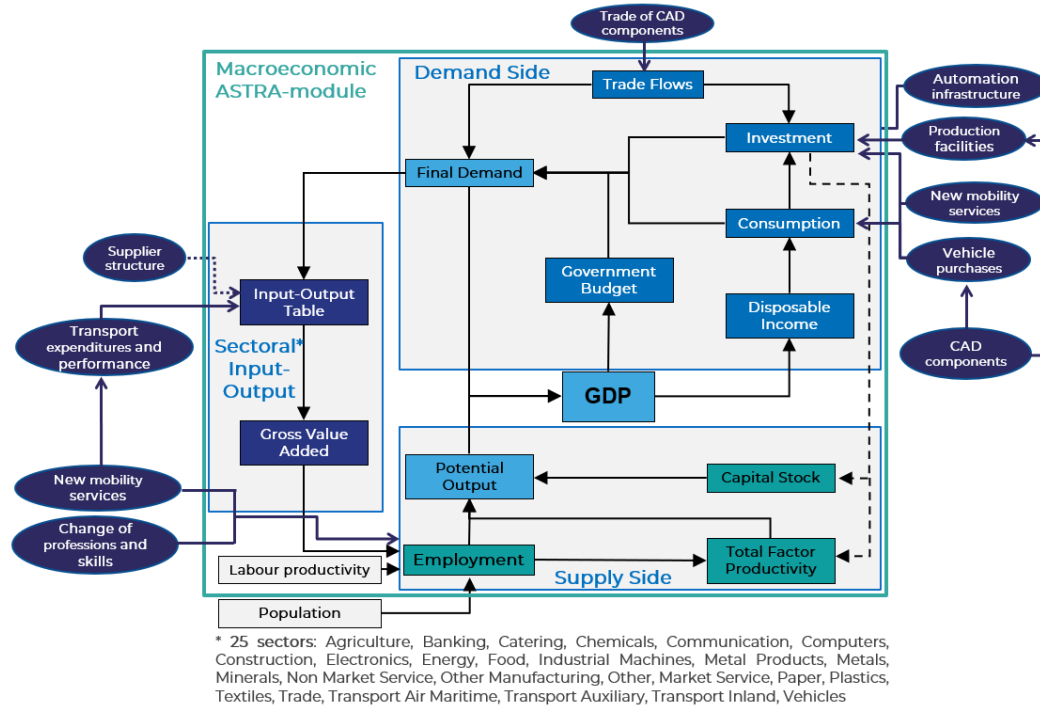 Trade of CAD
components
Macroeconomic
ASTRA-module
Demand Side
Trade Flows
Automation
infrastructure
Investment
Production
facilities
Final Demand
New mobility
services
Consumption
Supplier
structure
Vehicle
purchases
Government
Budget
Input-Output
Table
Disposable
Income
Transport
expenditures and
performance
Sectoral*
Input-
Output
CAD
components
GDP
Gross Value
Added
Potential
Output
Capital Stock
New mobility
services
Change of
professions and
skills
Employment
Total Factor
Productivity
Labour productivity
Supply Side
Population
* 25 sectors: Agriculture, Banking, Catering, Chemicals, Communication, Computers,
Construction, Electronics, Energy, Food, Industrial Machines, Metal Products, Metals,
Minerals, Non Market Service, Other Manufacturing, Other, Market Service, Paper, Plastics,
Textiles, Trade, Transport Air Maritime, Transport Auxiliary, Transport Inland, Vehicles